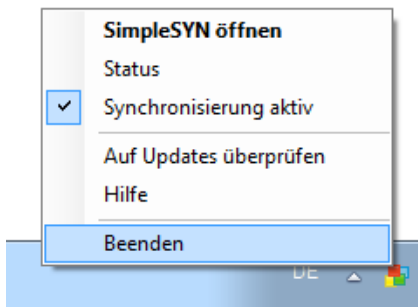 SimpleSYN öffnen
Status
Synchronisierung aktiv
Auf Updates überprüfen
Hilfe
Beenden
DE